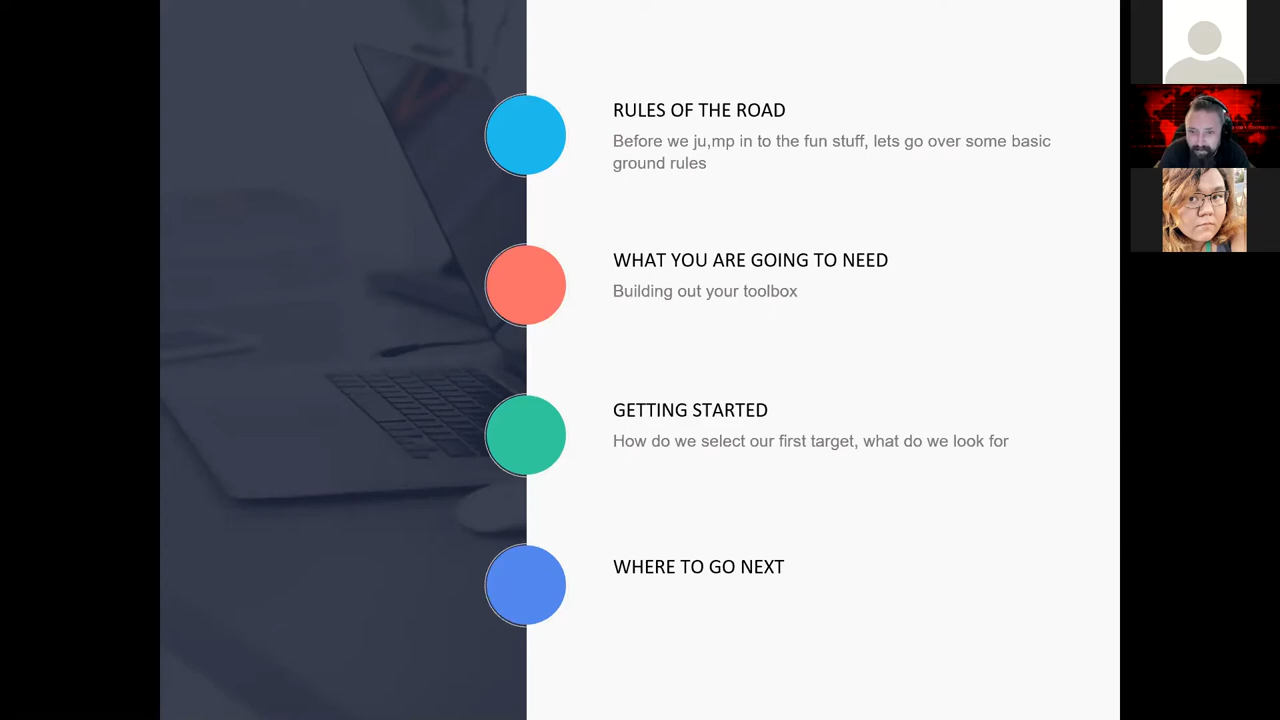 RULES OF THE ROAD
Before we ju,mp in to the fun stuff, lets go over some basic
ground rules
WHAT YOU ARE GOING TO NEED
Building out your toolbox
GETTING STARTED
How do we select our first target, what do we look for
WHERE TO GO NEXT